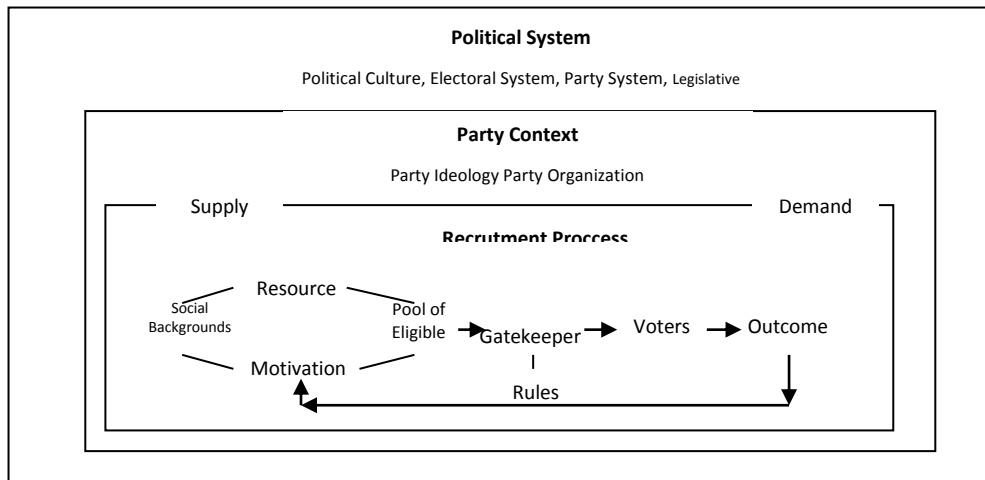 Political System
Political Culture, Electoral System, Party System, Legislative
Party Context
Party Ideology Party Organization
Supply
Demand
Recrutment Proccess
Resource
Social
Backgrounds
Pool of
Eligible
Gatekeeper
Voters
Outcome
Motivation
Rules